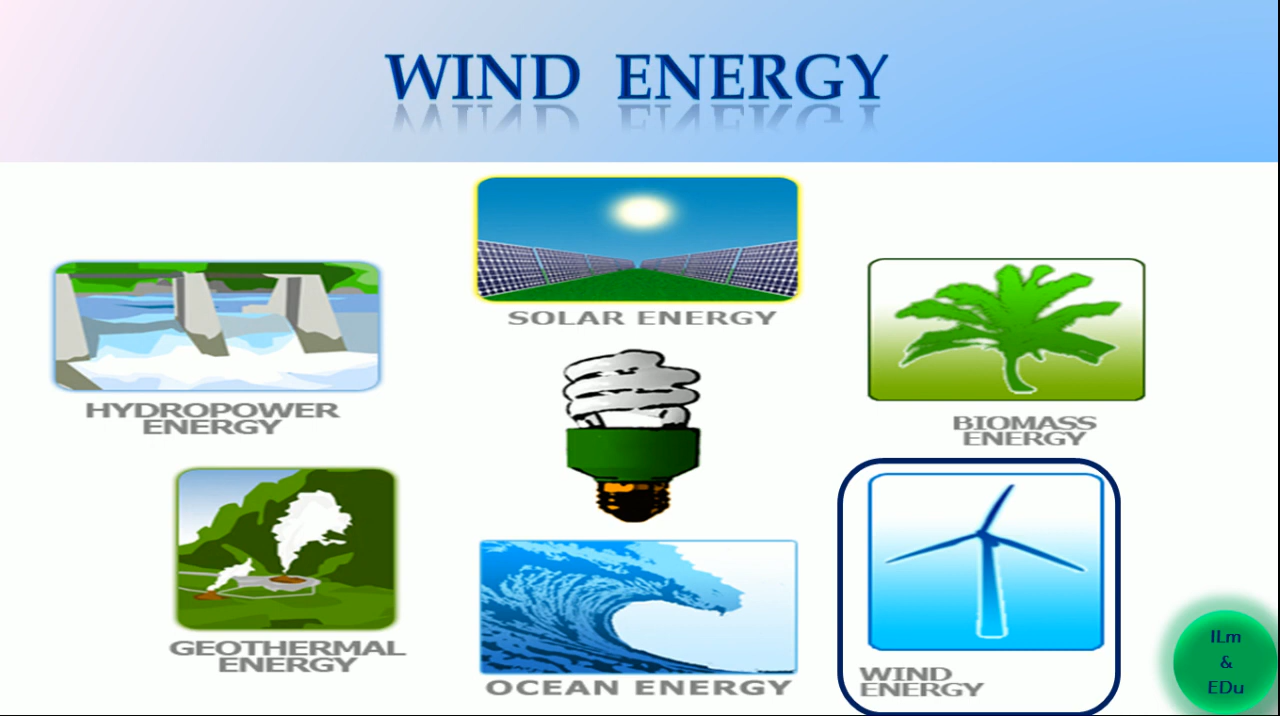 WIND ENERGY
SOLAR ENERGY
HYDROPOWER
ENERGY
BIOMASS
ENERGY
GEOTHERMAL
ENERGY
OCEAN ENERGY
WIND
ENERGY
ILm
&
EDu